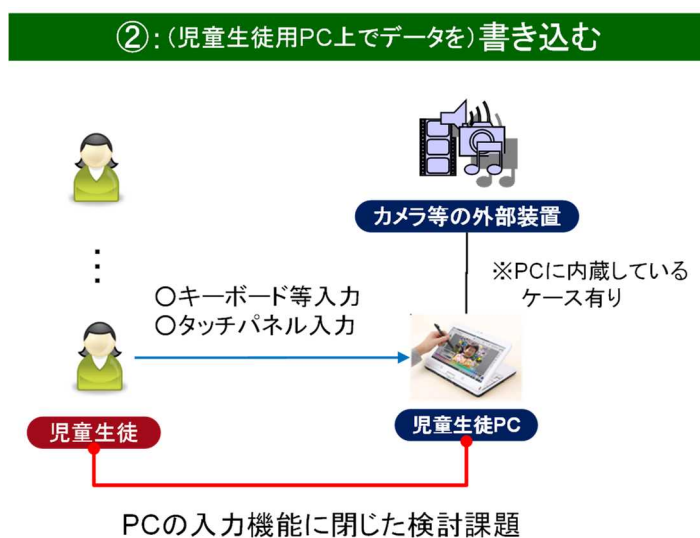 ②:(児童生徒用PC上でデータを)書き込む
カメラ等の外部装置
※PCに内蔵している
ケース有り
○キーボード等入力
○タッチパネル入力
児童生徒
児童生徒PC
PCの入力機能に閉じた検討課題